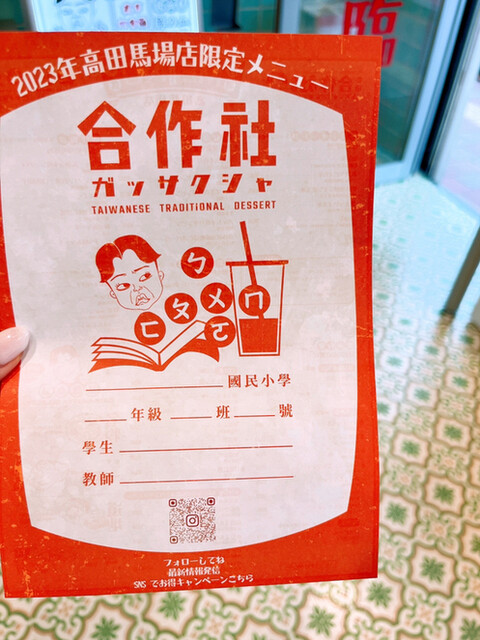 臨
2023年高田馬場店限定メニュー
合作社
ガッサクシャ
TAIWANESE TRADITIONAL DESSERT
ㄅ
ㄈㄆㄨㄇ
ㄛ
國民小學
年級 班 號
學生
教師
フォローしてね
最新情報発信
SNS でお得キャンペーンこちら